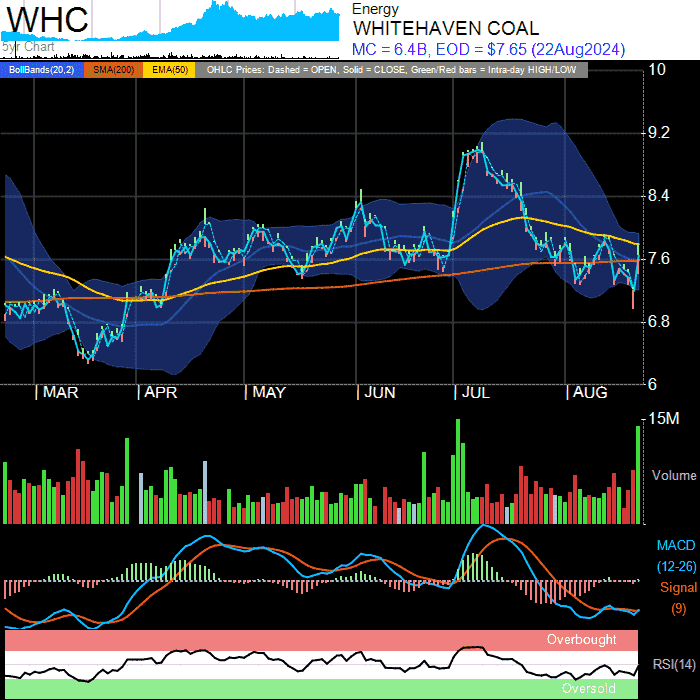 WHC
5yr Chart
Energy
WHITEHAVEN COAL
MC = 6.4B, EOD = $7.65 (22Aug2024)
BollBands(20,2) SMA(200) EMA(50) OHLC Prices: Dashed = OPEN, Solid = CLOSE, Green/Red bars = Intra-day HIGH/LOW
10
9.2
8.4
7.6
6.8
6
| MAR | APR | MAY | JUN | JUL | AUG
15M
Volume
MACD
(12-26)
Signal
(9)
Overbought
RSI(14)
Oversold